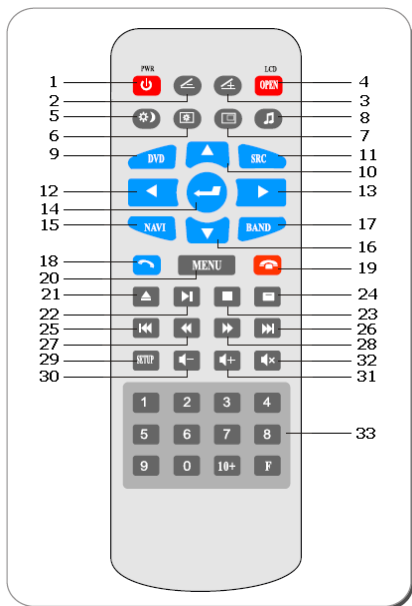 PWR LCD
1 OPEN 4
2 3
5 8
6 7
9 DVD SRC 11
10
12 13
14
15 NAVI BAND 17
16
18 MENU 19
20
21 24
22 23
25 26
27 28
29 SETUP 32
30 31
1 2 3 4
5 6 7 8 33
9 0 10+ F